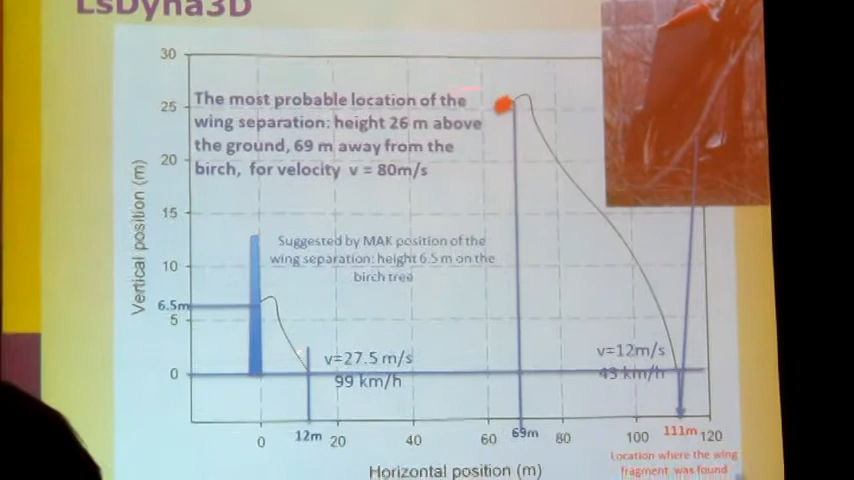 LsDyna3D
30
25
20
15
10
5
0
Vertical position (m)
The most probable location of the
wing separation: height 26 m above
the ground, 69 m away from the
birch, for velocity v = 80m/s
Suggested by MAK position of the
wing separation: height 6.5 m on the
birch tree
6.5m
v=27.5 m/s
99 km/h
v=12m/s
43 km/h
0
12m
20
40
60
69m
80
100
111m
120
Horizontal position (m)
Location where the wing
fragment was found